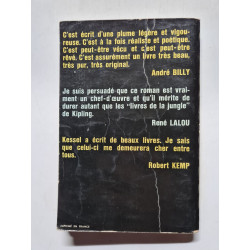 C'est écrit d'une plume légère et vigou-
reuse. C'est à la fois réaliste et poétique.
C'est peut-être vécu et c'est peut-être
rêvé. C'est assurément un livre très beau,
très pur, très original.
André BILLY
Je suis persuadé que ce roman est vrai-
ment un chef-d'œuvre et qu'il mérite de
durer autant que les "livres de la jungle"
de Kipling.
René LALOU
Kessel a écrit de beaux livres. Je sais
que celui-ci me demeurera cher entre
tous.
Robert KEMP
IMPRIMÉ EN FRANCE